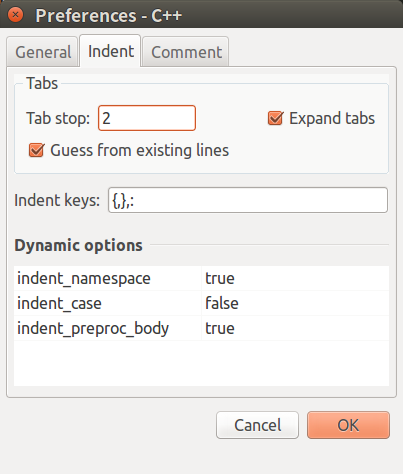 Preferences - C++
General Indent Comment
Tabs
Tab stop: 2 Expand tabs
Guess from existing lines
Indent keys: {,},:
Dynamic options
indent_namespace true
indent_case false
indent_preproc_body true
Cancel OK